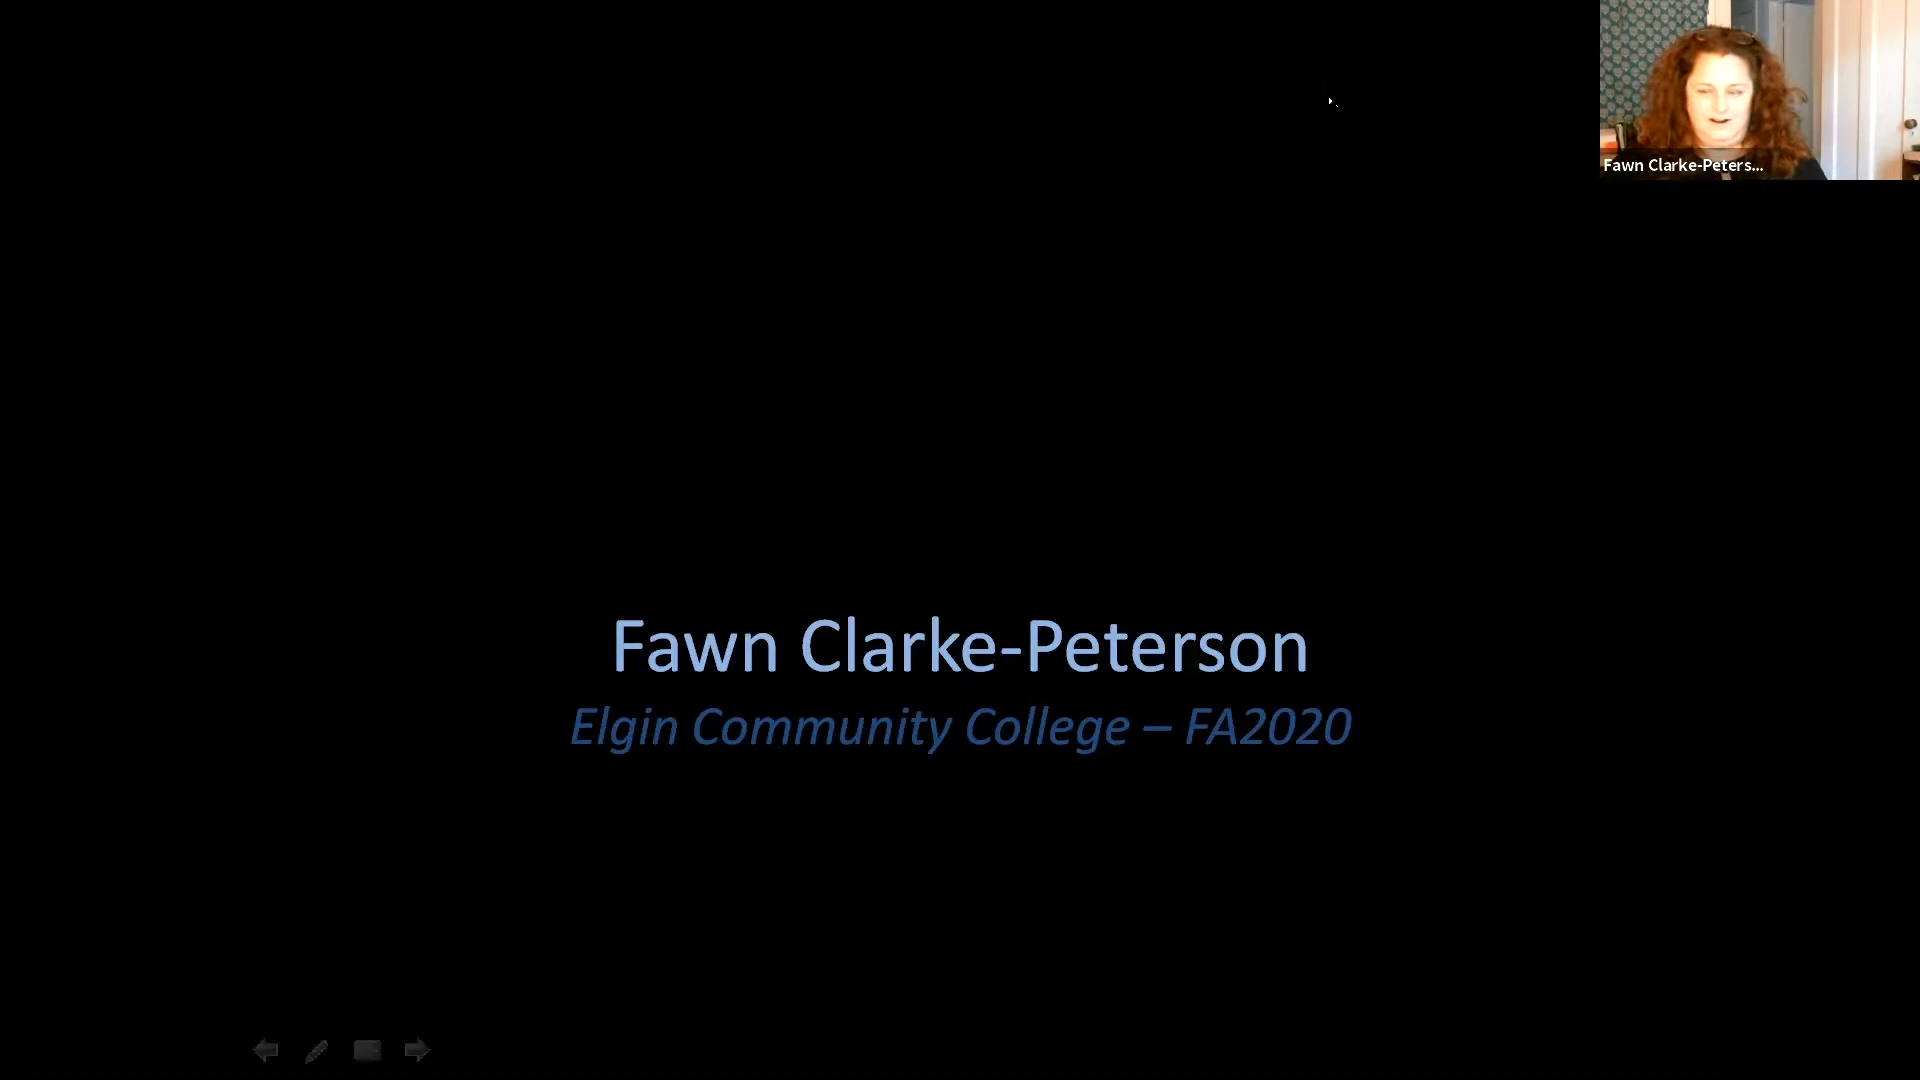 Fawn Clarke-Peters...
Fawn Clarke-Peterson
Elgin Community College – FA2020